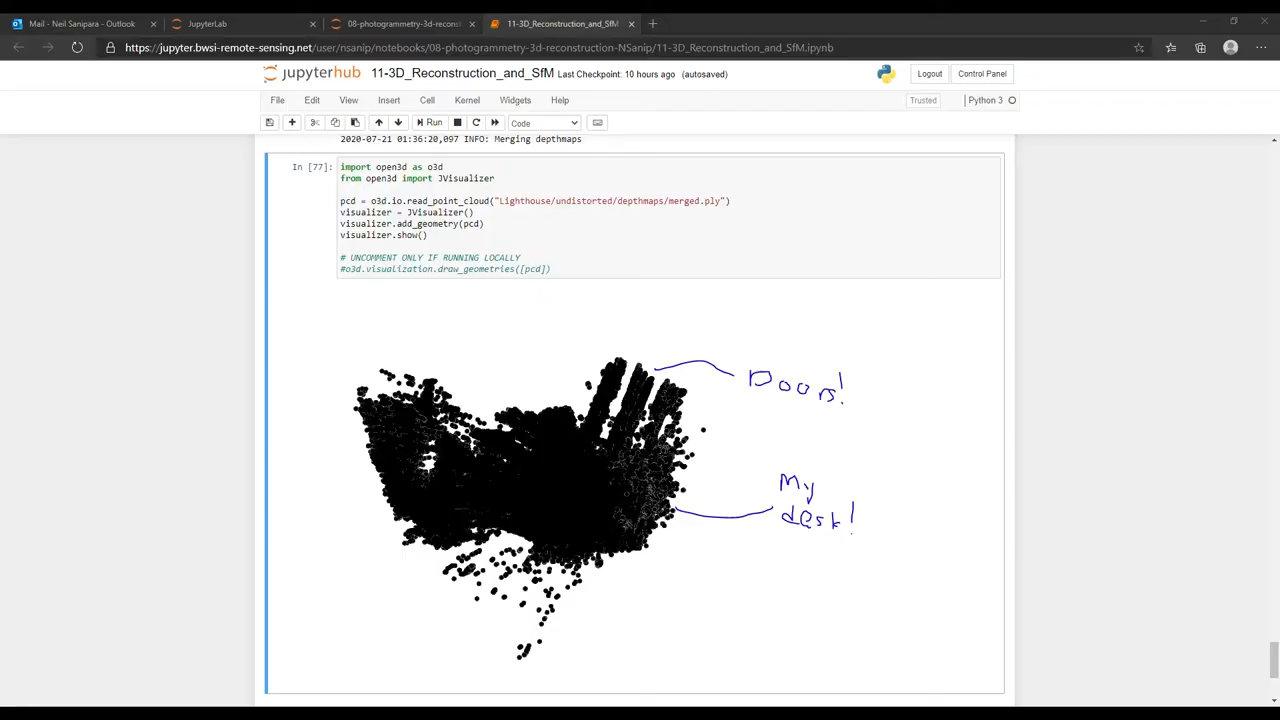 Mail - Neil Sanipara - Outlook
JupyterLab
08-photogrammetry-3d-reconst
11-3D_Reconstruction_and_SfM
https://jupyter.bwsi-remote-sensing.net/user/nsanip/notebooks/08-photogrammetry-3d-reconstruction-NSanip/11-3D_Reconstruction_and_SfM.ipynb
jupyterhub 11-3D_Reconstruction_and_SfM Last Checkpoint: 10 hours ago (autosaved)
Logout Control Panel
File Edit View Insert Cell Kernel Widgets Help
Trusted Python 3
Run Code
2020-07-21 01:36:20,097 INFO: Merging depthmaps
In [77]: import open3d as o3d
from open3d import JVisualizer
pcd = o3d.io.read_point_cloud("Lighthouse/undistorted/depthmaps/merged.ply")
visualizer = JVisualizer()
visualizer.add_geometry(pcd)
visualizer.show()
# UNCOMMENT ONLY IF RUNNING LOCALLY
#o3d.visualization.draw_geometries([pcd])
Doors!
My
desk!